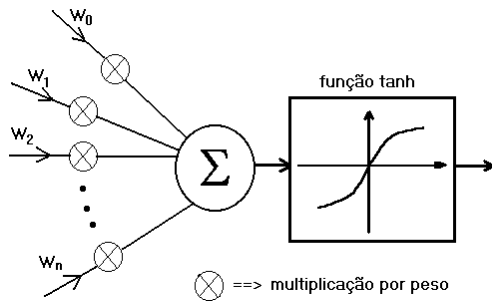 W0
W1
função tanh
W2
Σ
Wn
==> multiplicação por peso